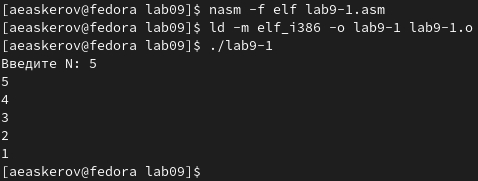 [aeaskerov@fedora lab09]$ nasm -f elf lab9-1.asm
[aeaskerov@fedora lab09]$ ld -m elf_i386 -o lab9-1 lab9-1.o
[aeaskerov@fedora lab09]$ ./lab9-1
Введите N: 5
5
4
3
2
1
[aeaskerov@fedora lab09]$